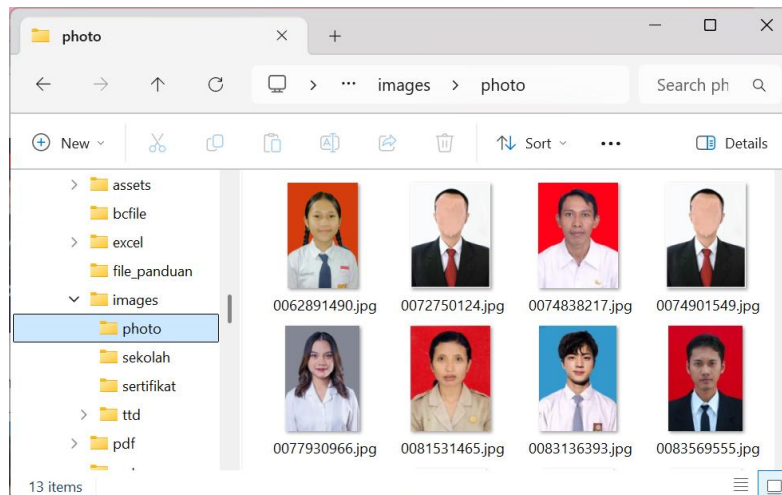 photo
images > photo
Search ph
New
Sort
Details
assets
bcfile
excel
file_panduan
images
photo
sekolah
sertifikat
ttd
pdf
0062891490.jpg 0072750124.jpg 0074838217.jpg 0074901549.jpg
0077930966.jpg 0081531465.jpg 0083136393.jpg 0083569555.jpg
13 items